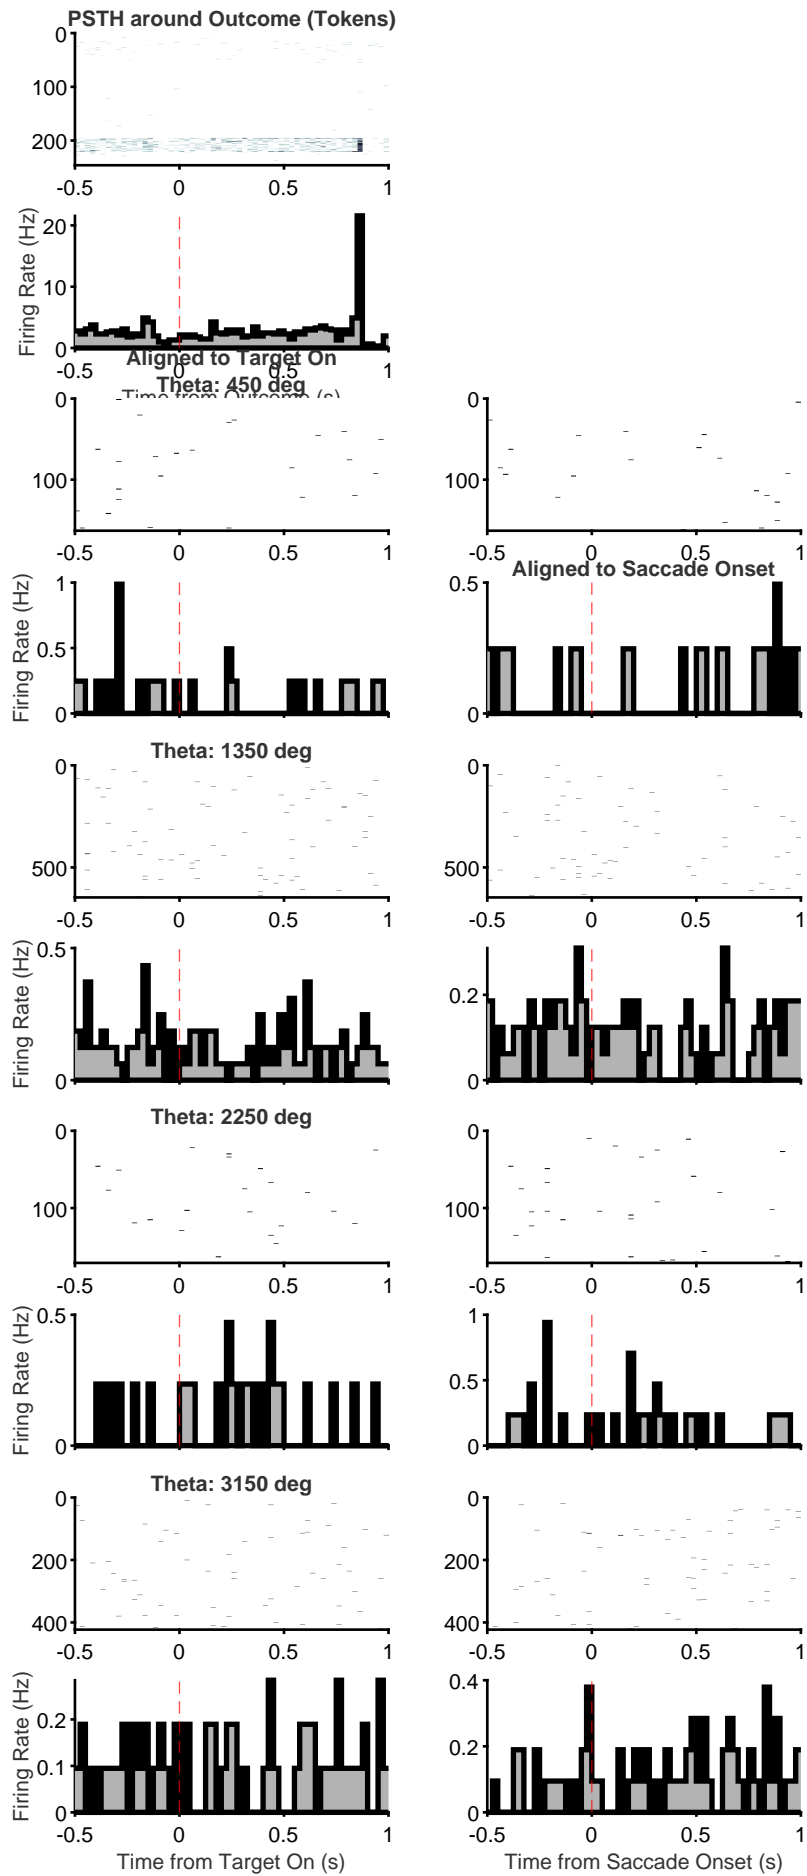 PSTH around Outcome (Tokens)
0
100
200
-0.5 0 0.5 1
Firing Rate (Hz)
20
10
0
-0.5 0 0.5 1
Time from Outcome (s)
Aligned to Target On
Theta: 450 deg
0
100
-0.5 0 0.5 1
-0.5 0 0.5 1
Aligned to Saccade Onset
Firing Rate (Hz)
1
0.5
0
-0.5 0 0.5 1
0.5
0
-0.5 0 0.5 1
Theta: 1350 deg
0
500
-0.5 0 0.5 1
0
500
-0.5 0 0.5 1
Firing Rate (Hz)
0.5
0
-0.5 0 0.5 1
0.2
0
-0.5 0 0.5 1
Theta: 2250 deg
0
100
-0.5 0 0.5 1
0
100
-0.5 0 0.5 1
Firing Rate (Hz)
0.5
0
-0.5 0 0.5 1
1
0.5
0
-0.5 0 0.5 1
Theta: 3150 deg
0
200
400
-0.5 0 0.5 1
0
200
400
-0.5 0 0.5 1
Firing Rate (Hz)
0.2
0.1
0
-0.5 0 0.5 1
Time from Target On (s)
0.4
0.2
0
-0.5 0 0.5 1
Time from Saccade Onset (s)